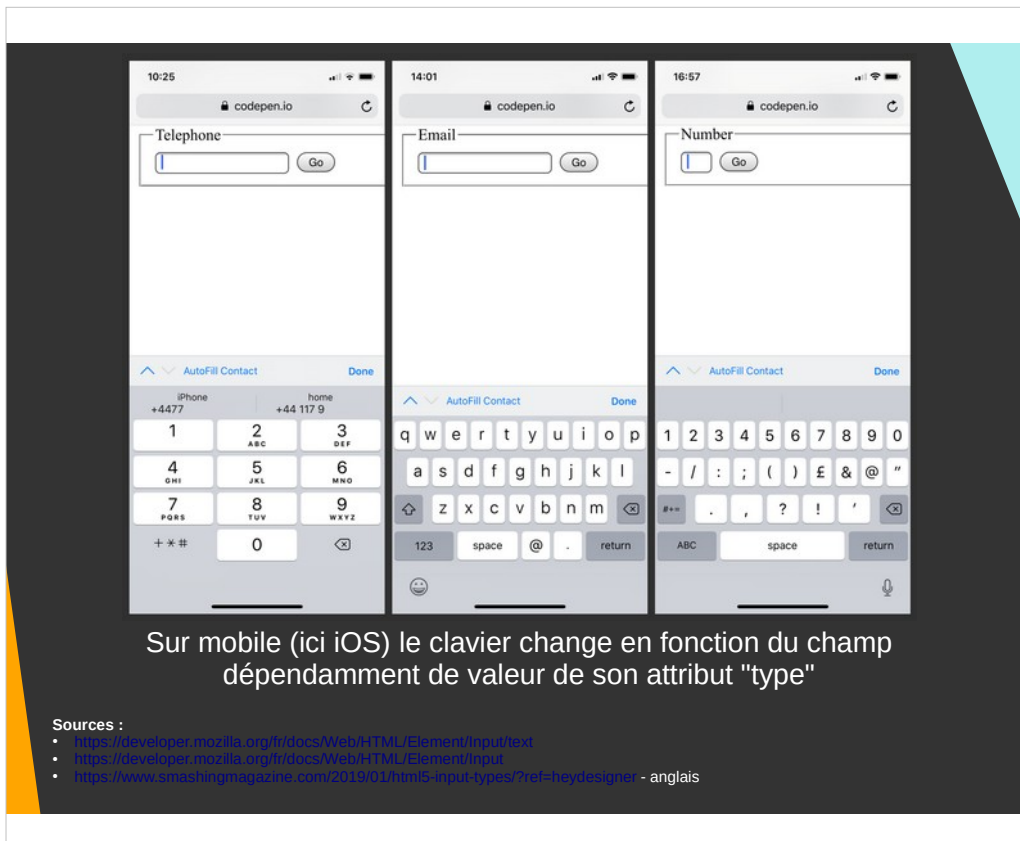 10:25
codepen.io
Telephone
Go
AutoFill Contact Done
iPhone home
+4477 +44 117 9
1 2 3
ABC DEF
4 5 6
GHI JKL MNO
7 8 9
PQRS TUV WXYZ
+ * # 0
14:01
codepen.io
Email
Go
AutoFill Contact Done
q w e r t y u i o p
a s d f g h j k l
z x c v b n m
123 space @ . return
16:57
codepen.io
Number
Go
AutoFill Contact Done
1 2 3 4 5 6 7 8 9 0
- / : ; ( ) £ & @ "
#+= . , ? ! '
ABC space return
Sur mobile (ici iOS) le clavier change en fonction du champ
dépendamment de valeur de son attribut "type"
Sources :
• https://developer.mozilla.org/fr/docs/Web/HTML/Element/Input/text
• https://developer.mozilla.org/fr/docs/Web/HTML/Element/Input
• https://www.smashingmagazine.com/2019/01/html5-input-types/?ref=heydesigner - anglais